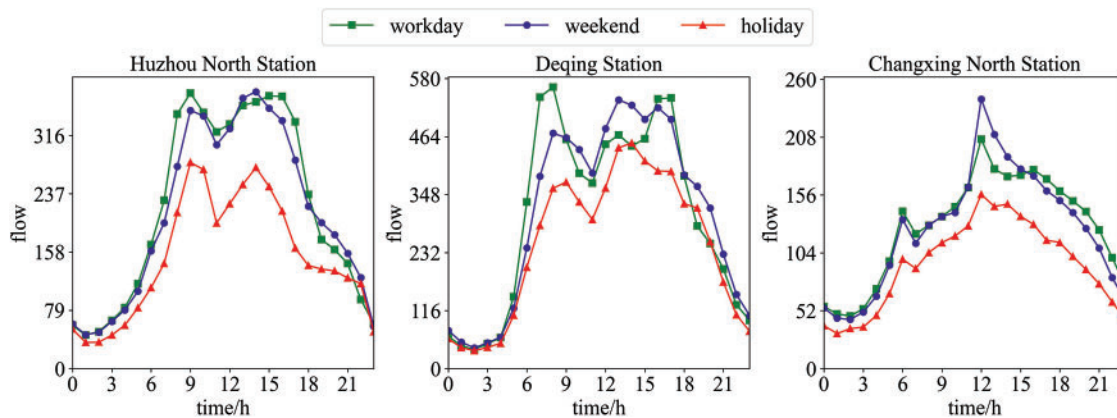 workday weekend holiday
Huzhou North Station
316
237
158
79
0
flow
0 3 6 9 12 15 18 21
time/h
Deqing Station
580
464
348
232
116
0
flow
0 3 6 9 12 15 18 21
time/h
Changxing North Station
260
208
156
104
52
0
flow
0 3 6 9 12 15 18 21
time/h